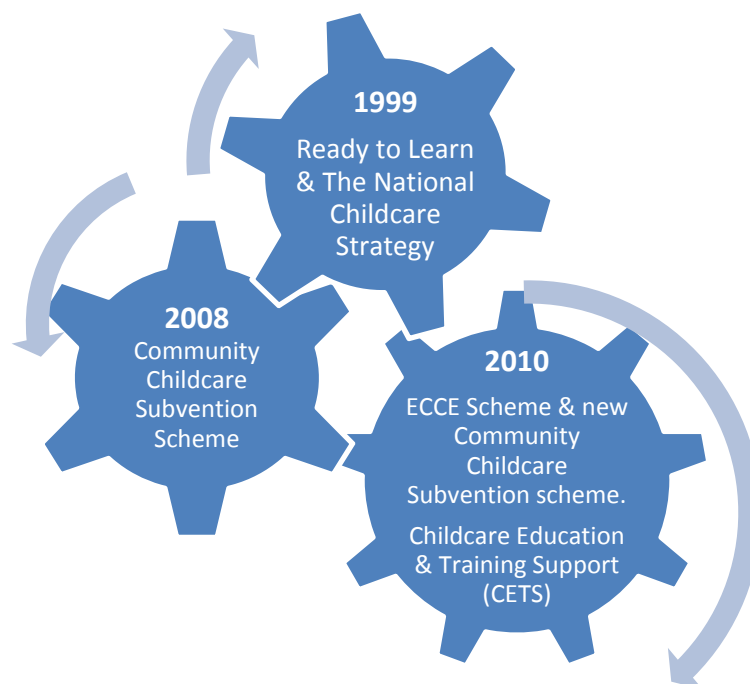 1999
Ready to Learn
& The National
Childcare
Strategy
2008
Community
Childcare
Subvention
Scheme
2010
ECCE Scheme & new
Community
Childcare
Subvention scheme.
Childcare Education
& Training Support
(CETS)